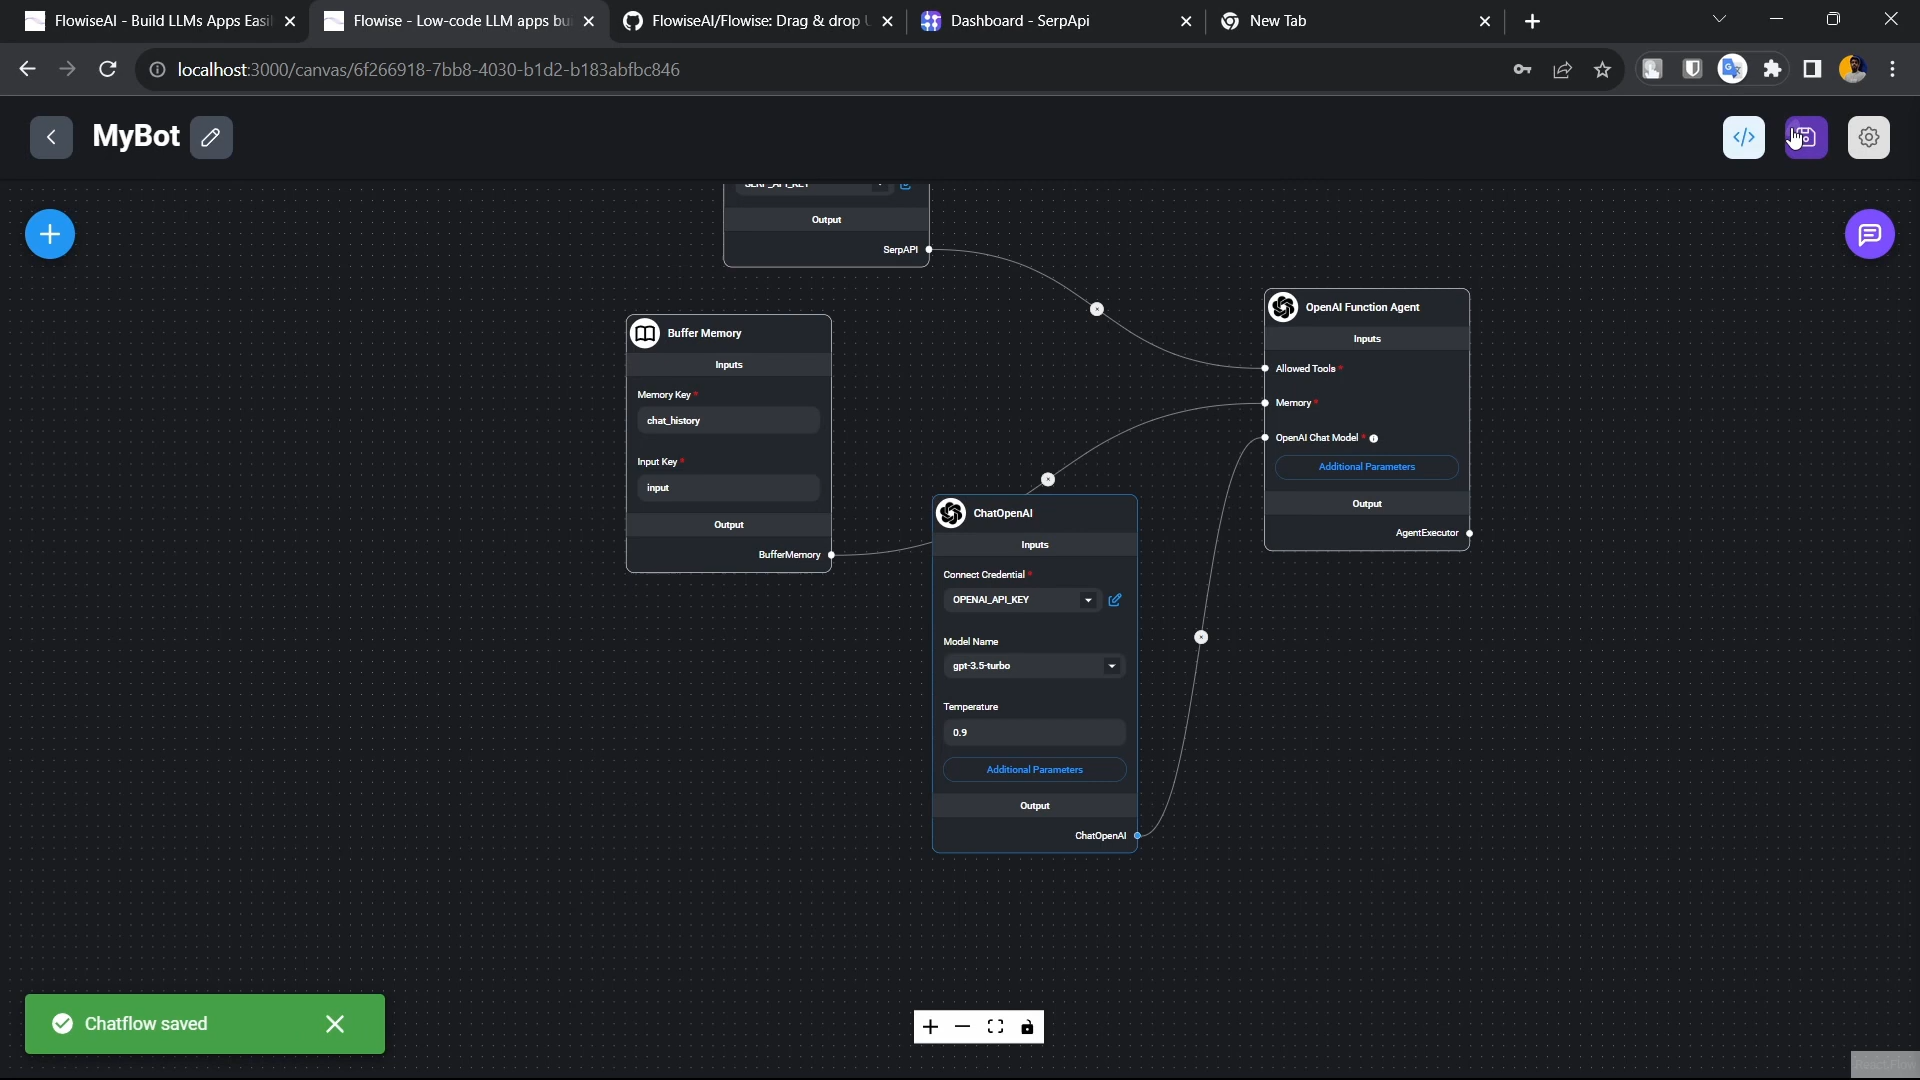 FlowiseAI - Build LLMs Apps Easil
Flowise - Low-code LLM apps bu
FlowiseAI/Flowise: Drag & drop U
Dashboard - SerpApi
New Tab
localhost:3000/canvas/6f266918-7bb8-4030-b1d2-b183abfbc846
MyBot
Output
SerpAPI
Buffer Memory
Inputs
Memory Key *
chat_history
Input Key *
input
Output
BufferMemory
ChatOpenAI
Inputs
Connect Credential *
OPENAI_API_KEY
Model Name
gpt-3.5-turbo
Temperature
0.9
Additional Parameters
Output
ChatOpenAI
OpenAI Function Agent
Inputs
Allowed Tools *
Memory *
OpenAI Chat Model *
Additional Parameters
Output
AgentExecutor
Chatflow saved
React Flow